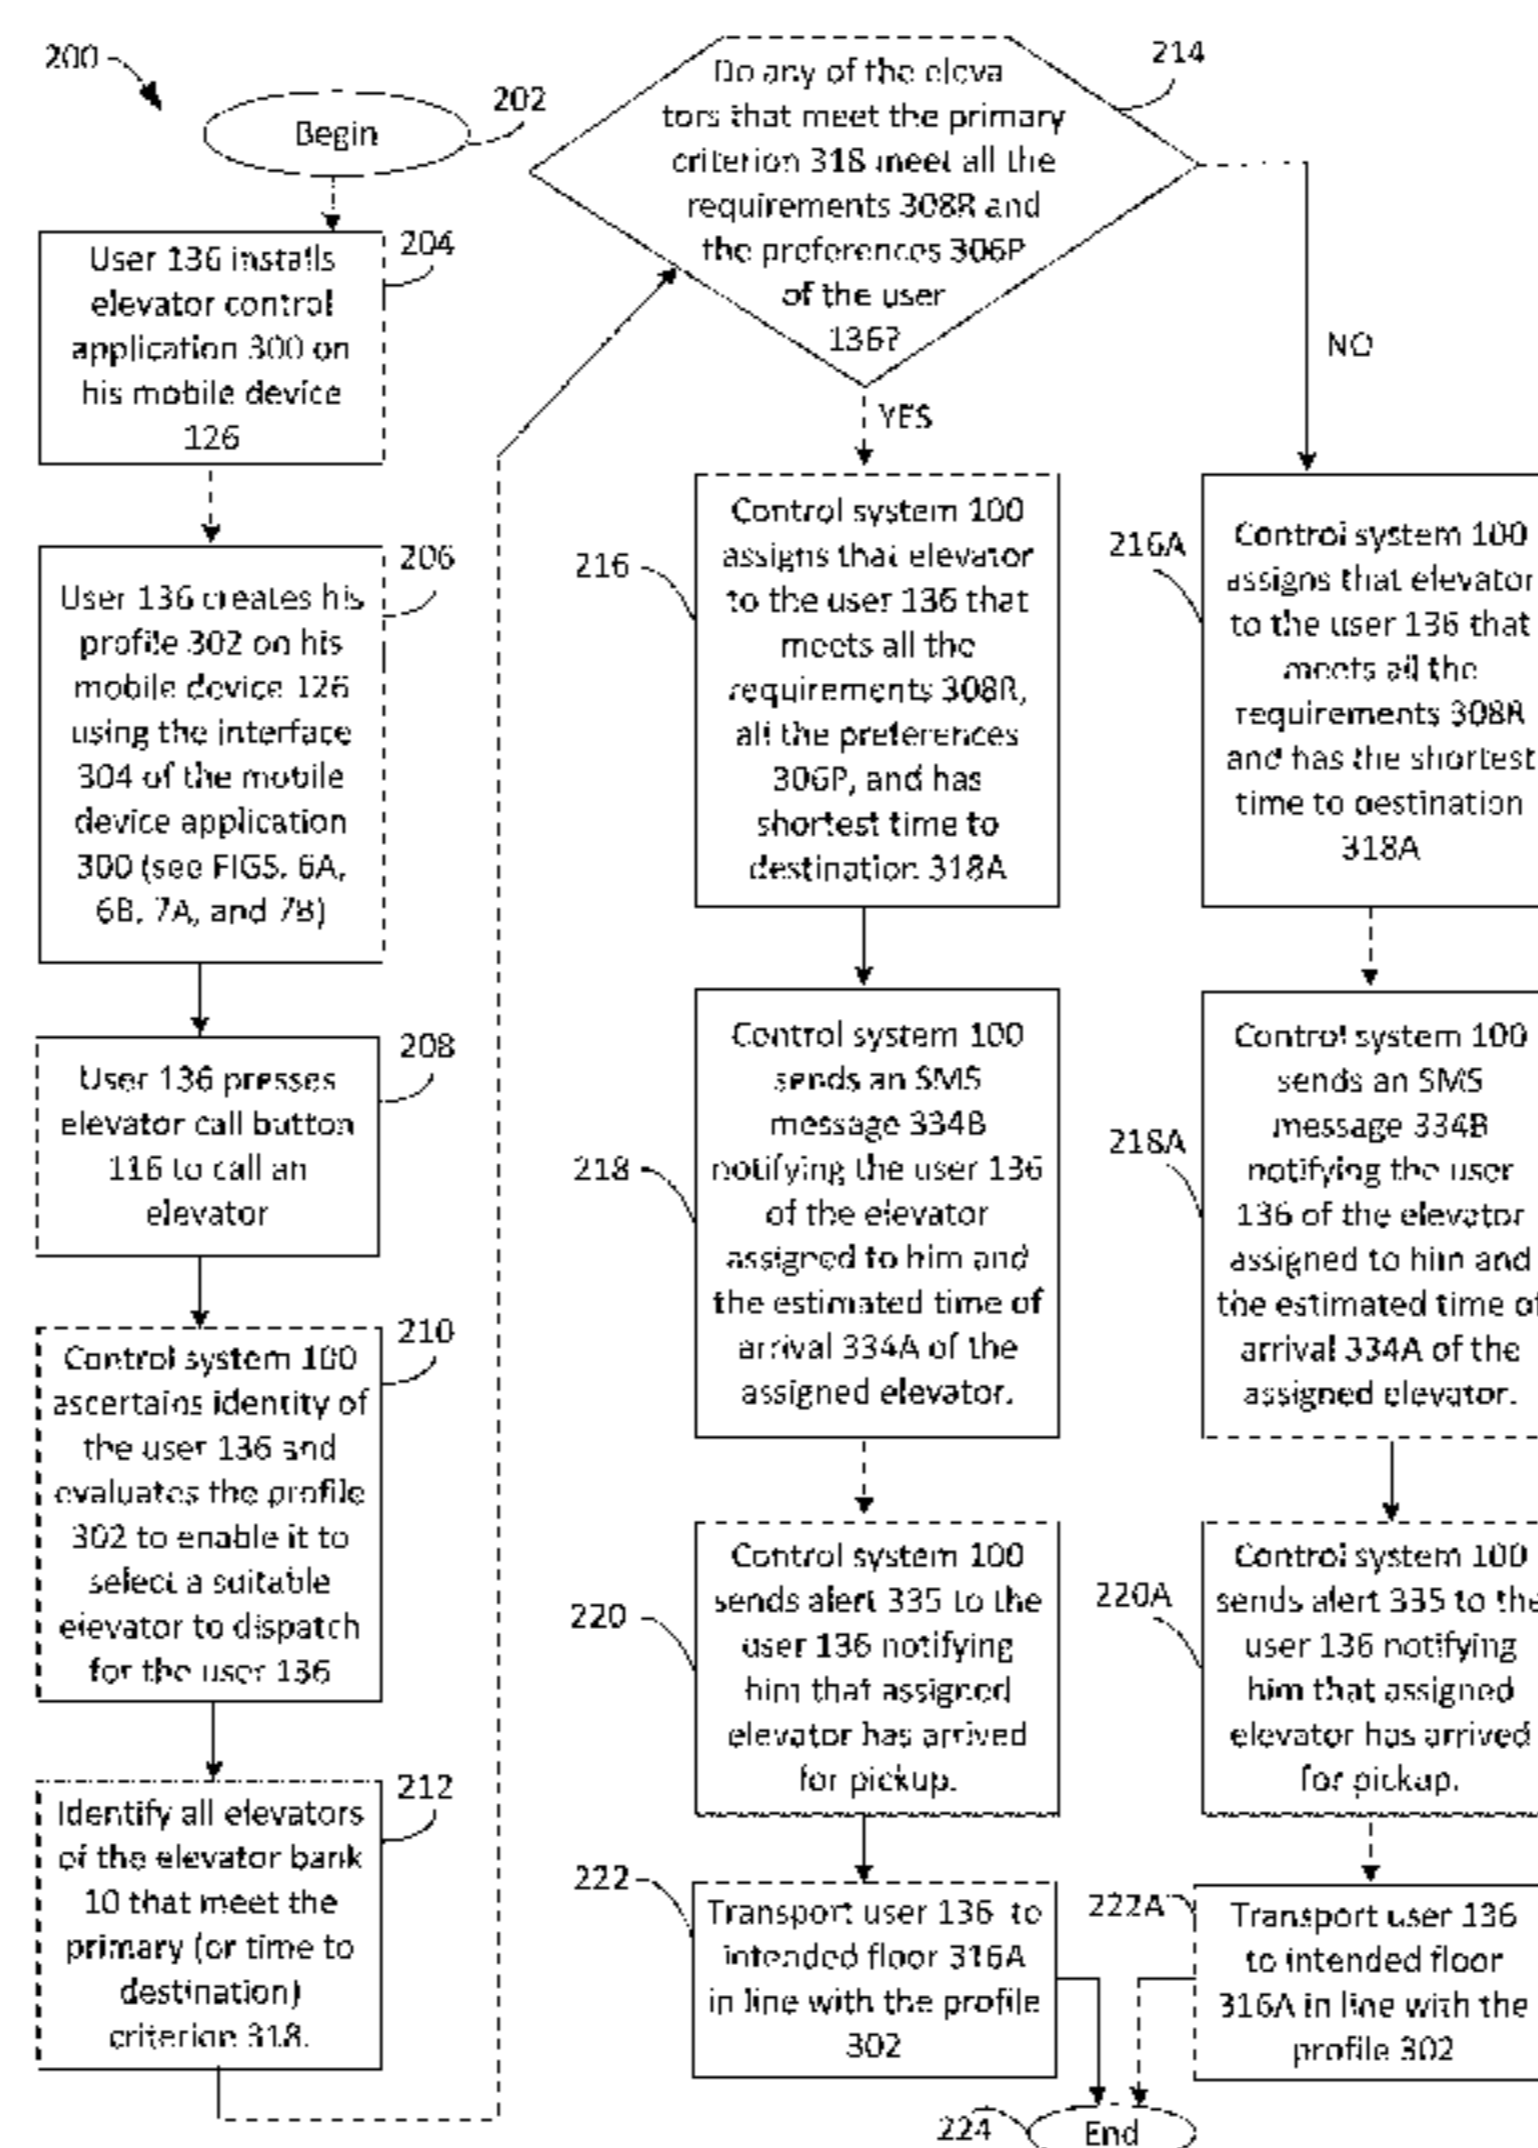 200
202
Begin
204
User 136 installs
elevator control
application 300 on
his mobile device
126
206
User 136 creates his
profile 302 on his
mobile device 126
using the interface
304 of the mobile
device application
300 (see FIGS. 6A,
6B, 7A, and 7B)
208
User 136 presses
elevator call button
116 to call an
elevator
210
Control system 100
ascertains identity of
the user 136 and
evaluates the profile
302 to enable it to
select a suitable
elevator to dispatch
for the user 136
212
Identify all elevators
of the elevator bank
10 that meet the
primary (or time to
destination)
criterion 318.
214
Do any of the eleva
tors that meet the primary
criterion 318 meet all the
requirements 308R and
the preferences 306P
of the user
136?
YES
NO
216
Control system 100
assigns that elevator
to the user 136 that
meets all the
requirements 308R,
all the preferences
306P, and has
shortest time to
destination 318A
218
Control system 100
sends an SMS
message 334B
notifying the user 136
of the elevator
assigned to him and
the estimated time of
arrival 334A of the
assigned elevator.
220
Control system 100
sends alert 335 to the
user 136 notifying
him that assigned
elevator has arrived
for pickup.
222
Transport user 136 to
intended floor 316A
in line with the profile
302
216A
Control system 100
assigns that elevator
to the user 136 that
meets all the
requirements 308R
and has the shortest
time to destination
318A
218A
Control system 100
sends an SMS
message 334B
notifying the user
136 of the elevator
assigned to him and
the estimated time of
arrival 334A of the
assigned elevator.
220A
Control system 100
sends alert 335 to the
user 136 notifying
him that assigned
elevator has arrived
for pickup.
222A
Transport user 136
to intended floor
316A in line with the
profile 302
224
End